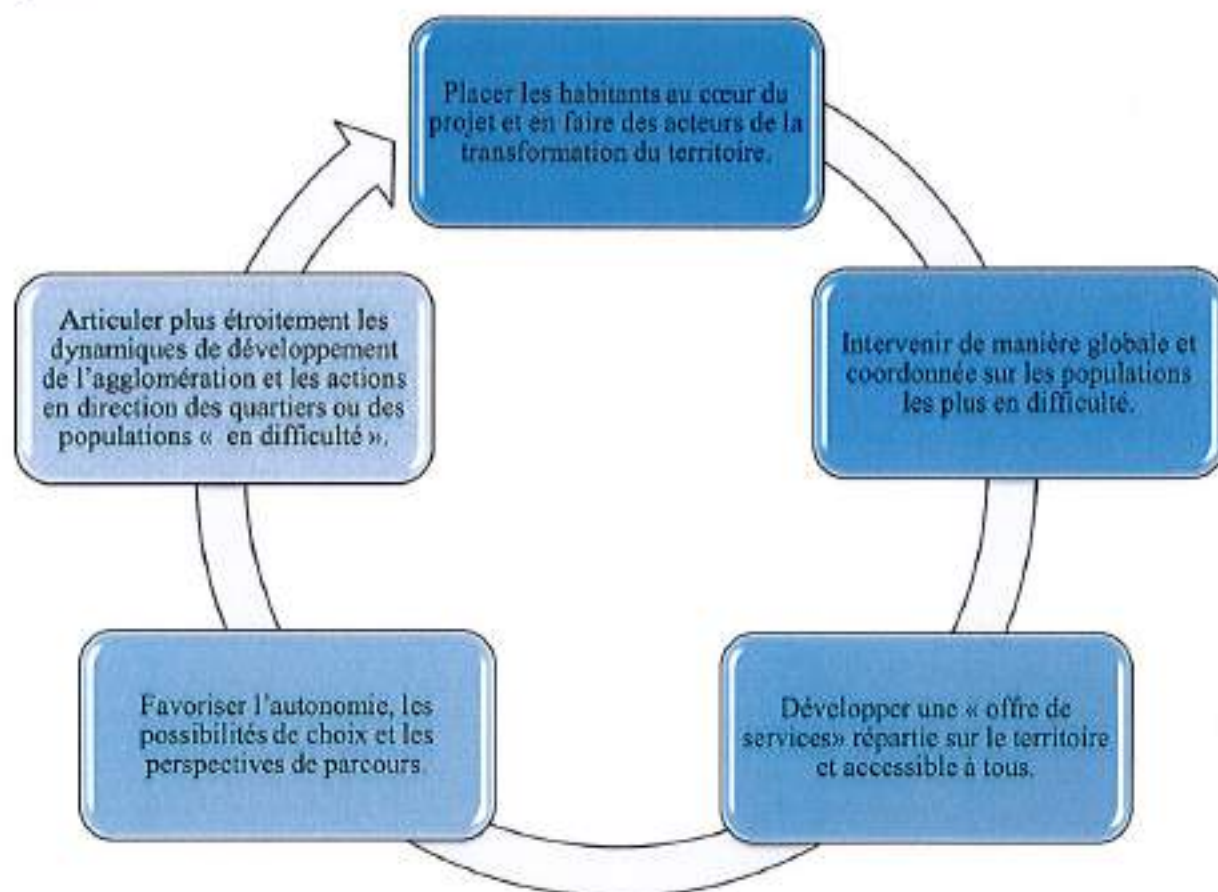 Placer les habitants au cœur du
projet et en faire des acteurs de la
transformation du territoire.
Intervenir de manière globale et
coordonnée sur les populations
les plus en difficulté.
Développer une « offre de
services» répartie sur le territoire
et accessible à tous.
Favoriser l'autonomie, les
possibilités de choix et les
perspectives de parcours.
Articuler plus étroitement les
dynamiques de développement
de l'agglomération et les actions
en direction des quartiers ou des
populations «  en difficulté ».